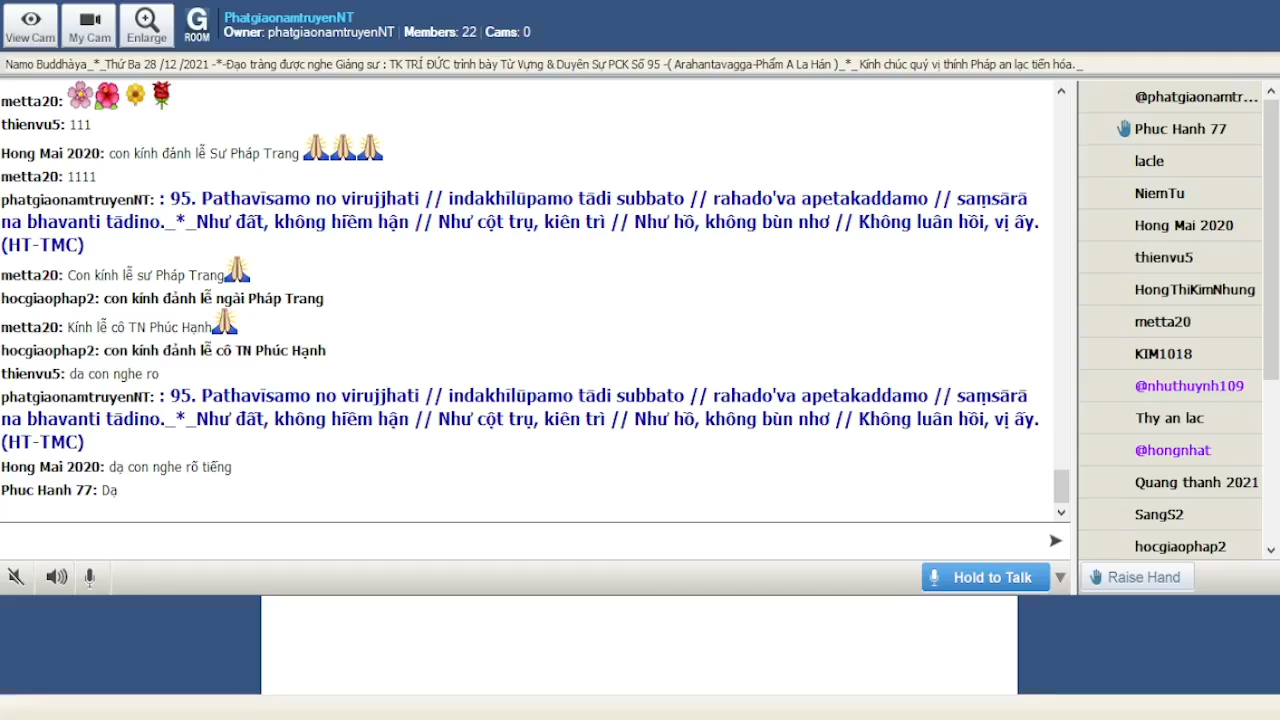 View Cam
My Cam
Enlarge
G
ROOM
PhatgiaonamtruyenNT
Owner: phatgiaonamtruyenNT | Members: 22 | Cams: 0
Namo Buddhàya_*_Thứ Ba 28 /12 /2021 -*-Đạo tràng được nghe Giảng sư : TK TRÍ ĐỨC trình bày Từ Vựng & Duyên Sự PCK Số 95 -( Arahantavagga-Phẩm A La Hán )_*_ Kính chúc quý vị thính Pháp an lạc tiến hóa._
metta20:
thienvu5: 111
Hong Mai 2020: con kính đảnh lễ Sư Pháp Trang
metta20: 1111
phatgiaonamtruyenNT: : 95. Pathavīsamo no virujjhati // indakhīlūpamo tādi subbato // rahado'va apetakaddamo // saṃsārā
na bhavanti tādino._*_Như đất, không hiềm hận // Như cột trụ, kiên trì // Như hồ, không bùn nhơ // Không luân hồi, vị ấy.
(HT-TMC)
metta20: Con kính lễ sư Pháp Trang
hocgiaophap2: con kính đảnh lễ ngài Pháp Trang
metta20: Kính lễ cô TN Phúc Hạnh
hocgiaophap2: con kính đảnh lễ cô TN Phúc Hạnh
thienvu5: da con nghe ro
phatgiaonamtruyenNT: : 95. Pathavīsamo no virujjhati // indakhīlūpamo tādi subbato // rahado'va apetakaddamo // saṃsārā
na bhavanti tādino._*_Như đất, không hiềm hận // Như cột trụ, kiên trì // Như hồ, không bùn nhơ // Không luân hồi, vị ấy.
(HT-TMC)
Hong Mai 2020: dạ con nghe rõ tiếng
Phuc Hanh 77: Dạ
Hold to Talk
@phatgiaonamtr...
Phuc Hanh 77
lacle
NiemTu
Hong Mai 2020
thienvu5
HongThiKimNhung
metta20
KIM1018
@nhuthuynh109
Thy an lac
@hongnhat
Quang thanh 2021
SangS2
hocgiaophap2
Raise Hand